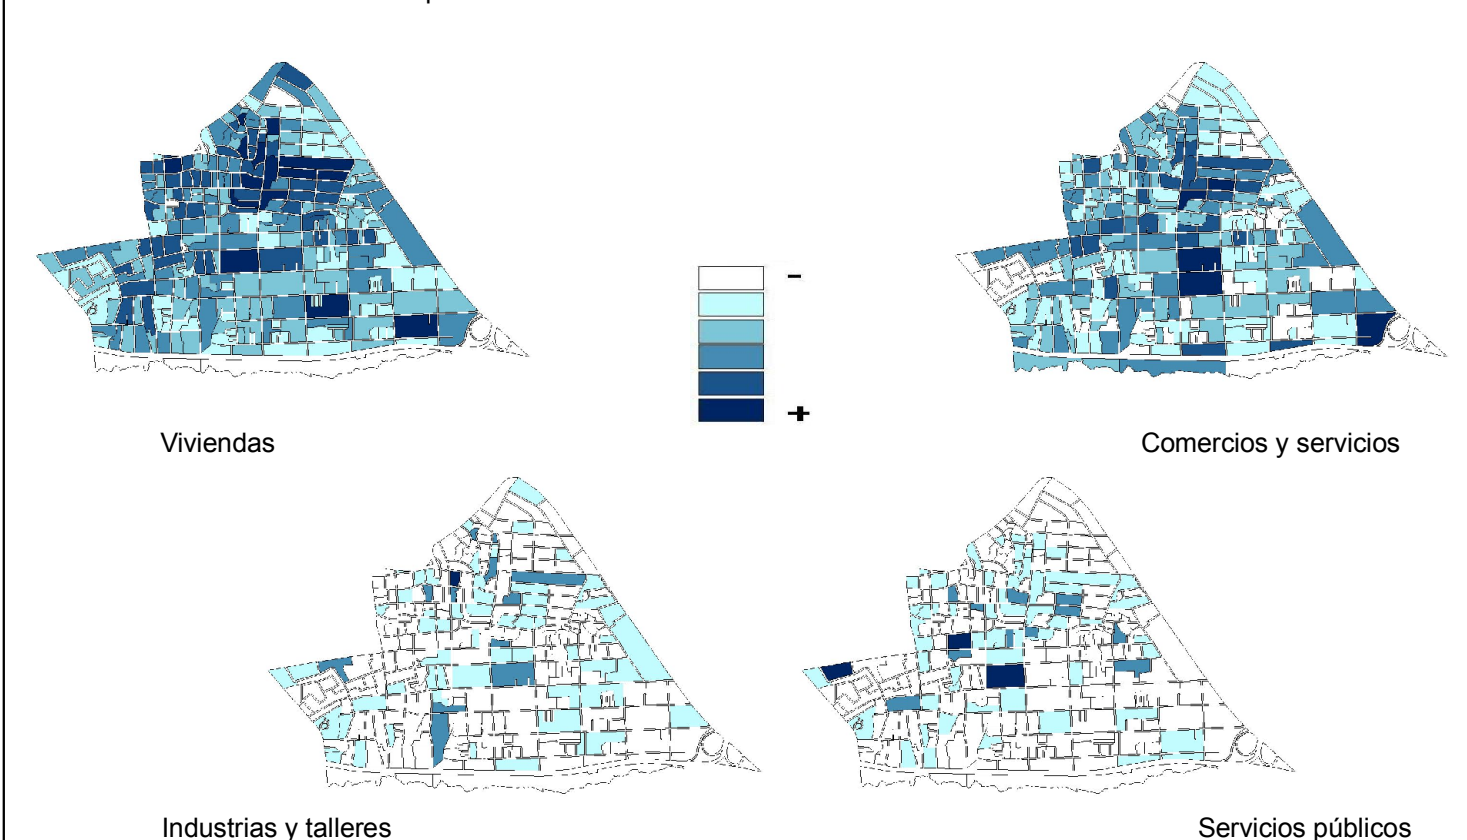 -
+
Viviendas
Comercios y servicios
Industrias y talleres
Servicios públicos